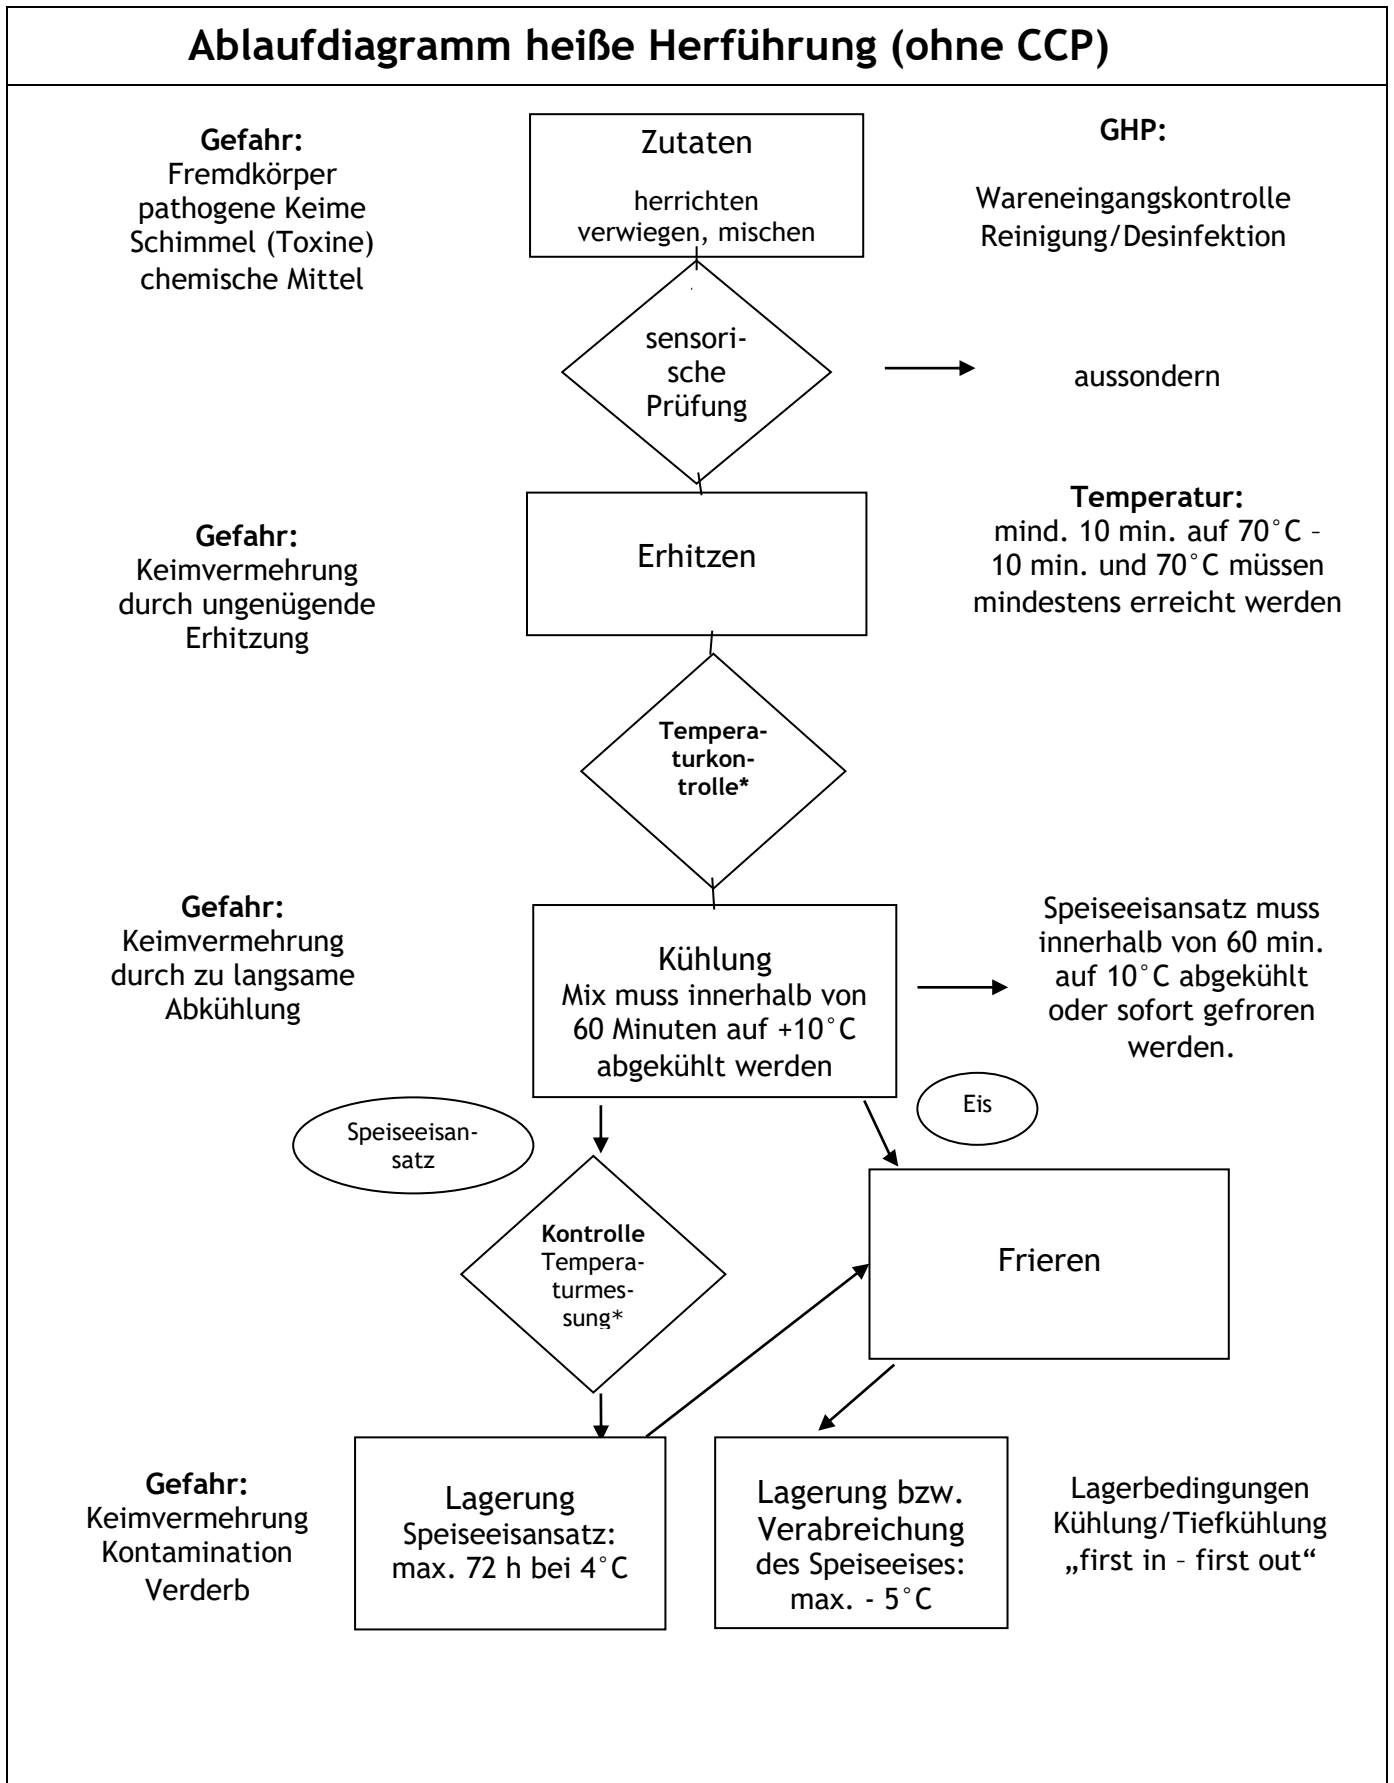 Ablaufdiagramm heiße Herführung (ohne CCP)
Gefahr:
Fremdkörper
pathogene Keime
Schimmel (Toxine)
chemische Mittel
Zutaten
herrichten
verwiegen, mischen
GHP:
Wareneingangskontrolle
Reinigung/Desinfektion
sensori-
sche
Prüfung
aussondern
Gefahr:
Keimvermehrung
durch ungenügende
Erhitzung
Erhitzen
Temperatur:
mind. 10 min. auf 70°C –
10 min. und 70°C müssen
mindestens erreicht werden
Tempera-
turkon-
trolle*
Gefahr:
Keimvermehrung
durch zu langsame
Abkühlung
Kühlung
Mix muss innerhalb von
60 Minuten auf +10°C
abgekühlt werden
Speiseeisansatz muss
innerhalb von 60 min.
auf 10°C abgekühlt
oder sofort gefroren
werden.
Speiseeisan-
satz
Eis
Kontrolle
Tempera-
turmes-
sung*
Frieren
Gefahr:
Keimvermehrung
Kontamination
Verderb
Lagerung
Speiseeisansatz:
max. 72 h bei 4°C
Lagerung bzw.
Verabreichung
des Speiseeises:
max. - 5°C
Lagerbedingungen
Kühlung/Tiefkühlung
„first in – first out“